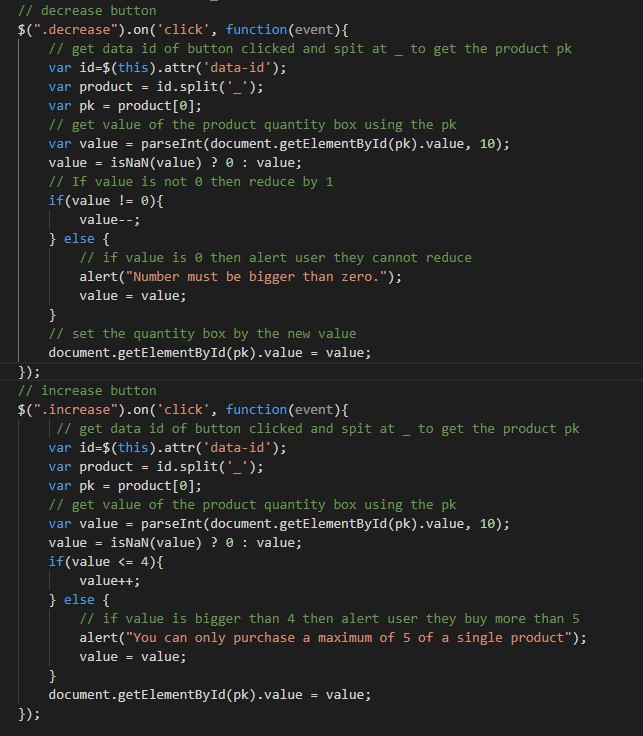 // decrease button
$(".decrease").on('click', function(event){
    // get data id of button clicked and spit at _ to get the product pk
    var id=$(this).attr('data-id');
    var product = id.split('_');
    var pk = product[0];
    // get value of the product quantity box using the pk
    var value = parseInt(document.getElementById(pk).value, 10);
    value = isNaN(value) ? 0 : value;
    // If value is not 0 then reduce by 1
    if(value != 0){
        value--;
    } else {
        // if value is 0 then alert user they cannot reduce
        alert("Number must be bigger than zero.");
        value = value;
    }
    // set the quantity box by the new value
    document.getElementById(pk).value = value;
});
// increase button
$(".increase").on('click', function(event){
     // get data id of button clicked and spit at _ to get the product pk
    var id=$(this).attr('data-id');
    var product = id.split('_');
    var pk = product[0];
    // get value of the product quantity box using the pk
    var value = parseInt(document.getElementById(pk).value, 10);
    value = isNaN(value) ? 0 : value;
    if(value <= 4){
        value++;
    } else {
        // if value is bigger than 4 then alert user they buy more than 5
        alert("You can only purchase a maximum of 5 of a single product");
        value = value;
    }
    document.getElementById(pk).value = value;
});